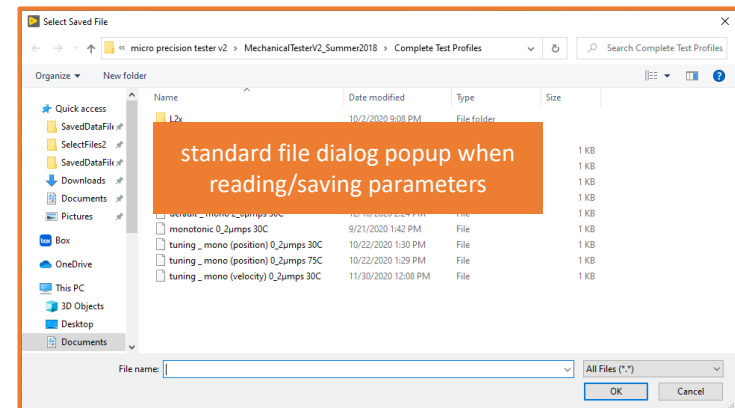 Select Saved File
« micro precision tester v2 › MechanicalTesterV2_Summer2018 › Complete Test Profiles
Search Complete Test Profiles
Organize
New folder
Name Date modified Type Size
Quick access
SavedDataFile
SelectFiles2
SavedDataFile
Downloads
Documents
Pictures
Box
OneDrive
This PC
3D Objects
Desktop
Documents
L2x 10/2/2020 9:08 PM File folder
1 KB
1 KB
1 KB
standard file dialog popup when
reading/saving parameters
1 KB
monotonic 0_2µmps 30C 9/21/2020 1:42 PM File 1 KB
tuning _ mono (position) 0_2µmps 30C 10/22/2020 1:30 PM File 1 KB
tuning _ mono (position) 0_2µmps 75C 10/22/2020 1:29 PM File 1 KB
tuning _ mono (velocity) 0_2µmps 30C 11/30/2020 12:08 PM File 1 KB
File name:
All Files (*.*)
OK Cancel